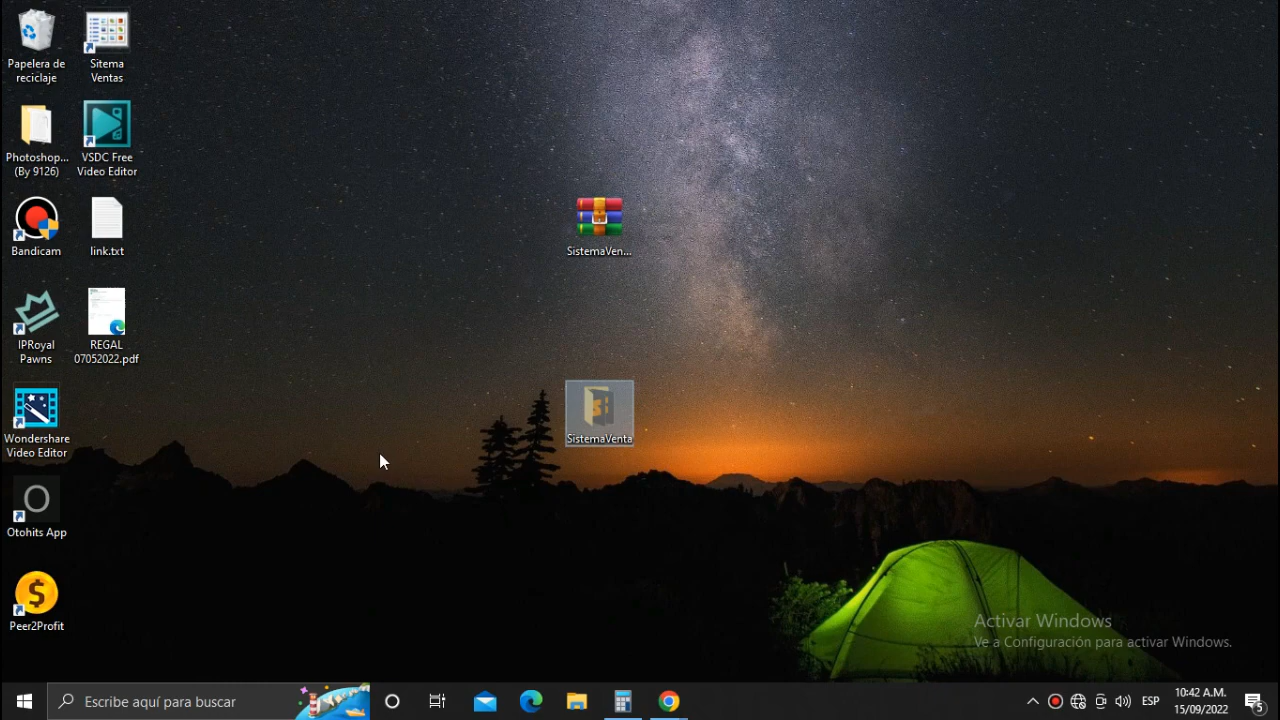 Papelera de
reciclaje
Sitema
Ventas
Photoshop...
(By 9126)
VSDC Free
Video Editor
Bandicam
link.txt
SistemaVen...
IPRoyal
Pawns
REGAL
07052022.pdf
Wondershare
Video Editor
SistemaVenta
Otohits App
Peer2Profit
Activar Windows
Ve a Configuración para activar Windows.
Escribe aquí para buscar
ESP
10:42 A.M.
15/09/2022
5